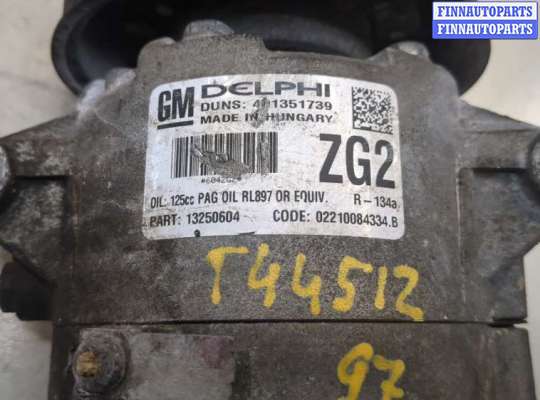 FINNAUTOPARTS
FINNAUTOPARTS
GM DELPHI
DUNS: 401351739
MADE IN HUNGARY
ZG2
OIL: 125cc PAG OIL RL897 OR EQUIV. R-134a
PART: 13250604 CODE: 02210084334.B
T44512
97